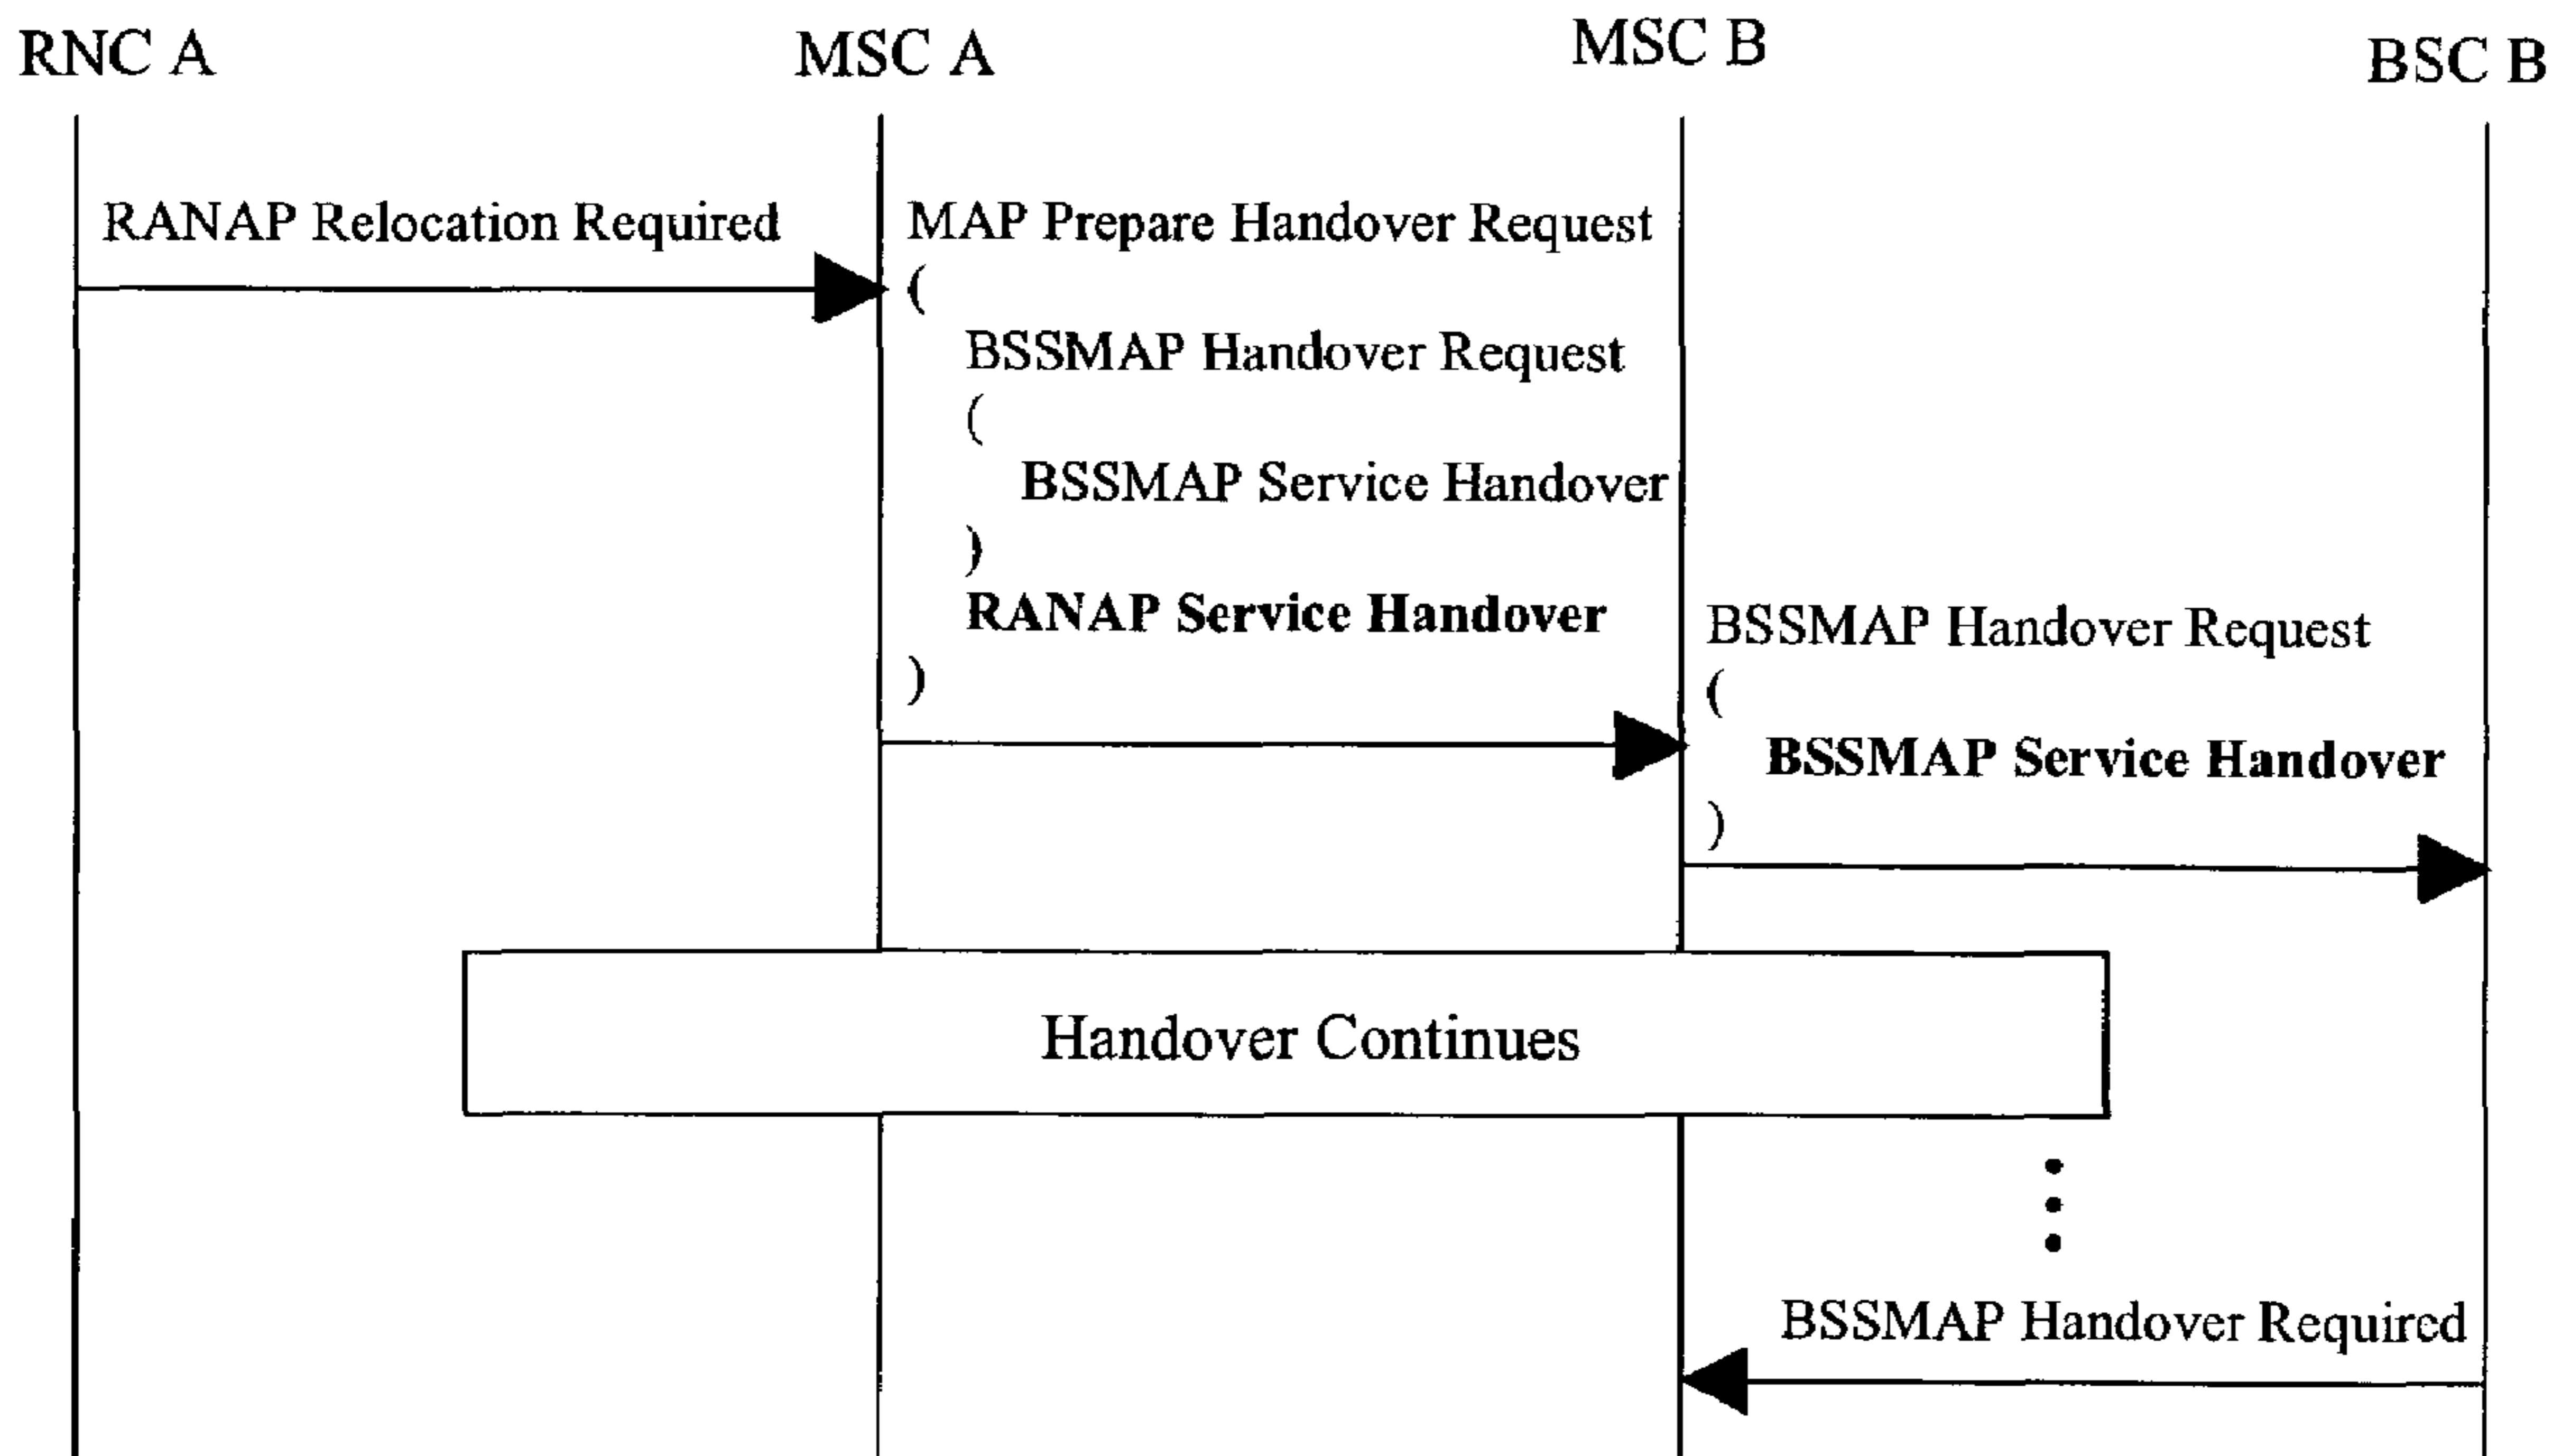 RNC A
MSC A
MSC B
BSC B
RANAP Relocation Required
MAP Prepare Handover Request
(
BSSMAP Handover Request
(
BSSMAP Service Handover
)
RANAP Service Handover
)
BSSMAP Handover Request
(
BSSMAP Service Handover
)
Handover Continues
BSSMAP Handover Required